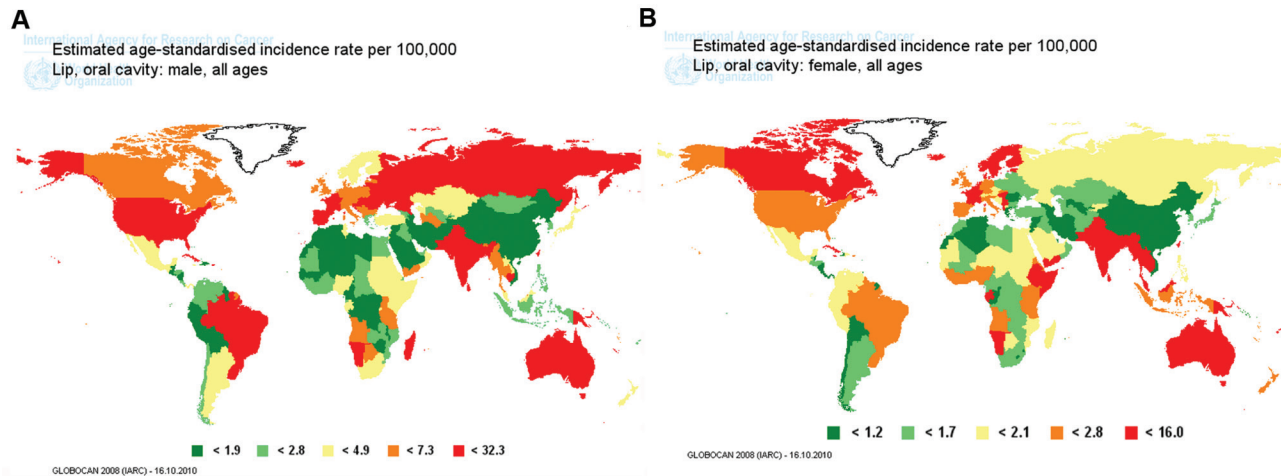 A
International Agency for Research on Cancer
Estimated age-standardised incidence rate per 100,000
Lip, oral cavity: male, all ages
Organization
< 1.9
< 2.8
< 4.9
< 7.3
< 32.3
GLOBOCAN 2008 (IARC) - 16.10.2010
B
International Agency for Research on Cancer
Estimated age-standardised incidence rate per 100,000
Lip, oral cavity: female, all ages
Organization
< 1.2
< 1.7
< 2.1
< 2.8
< 16.0
GLOBOCAN 2008 (IARC) - 16.10.2010